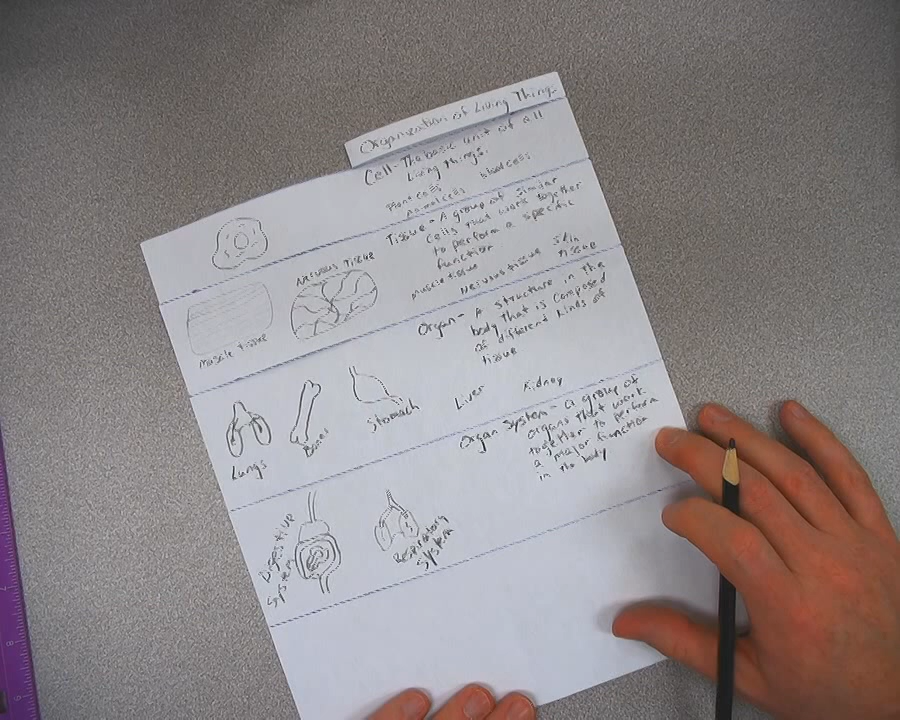 Organization of Living Things
Cell - The basic unit of all
Living things.
Plant cells
blood cells
Animal cells
Tissue - A group of similar
cells that work together
to perform a specific
function
Muscle tissue
Nervous tissue
Skin
tissue
Nervous Tissue
Muscle tissue
Organ - A structure in the
body that is composed
of different kinds of
tissue
Lungs
Bones
Stomach
Liver
Kidney
Organ System - A group of
organs that work
together to perform
a major function
in the body
Digestive
System
Respiratory
System